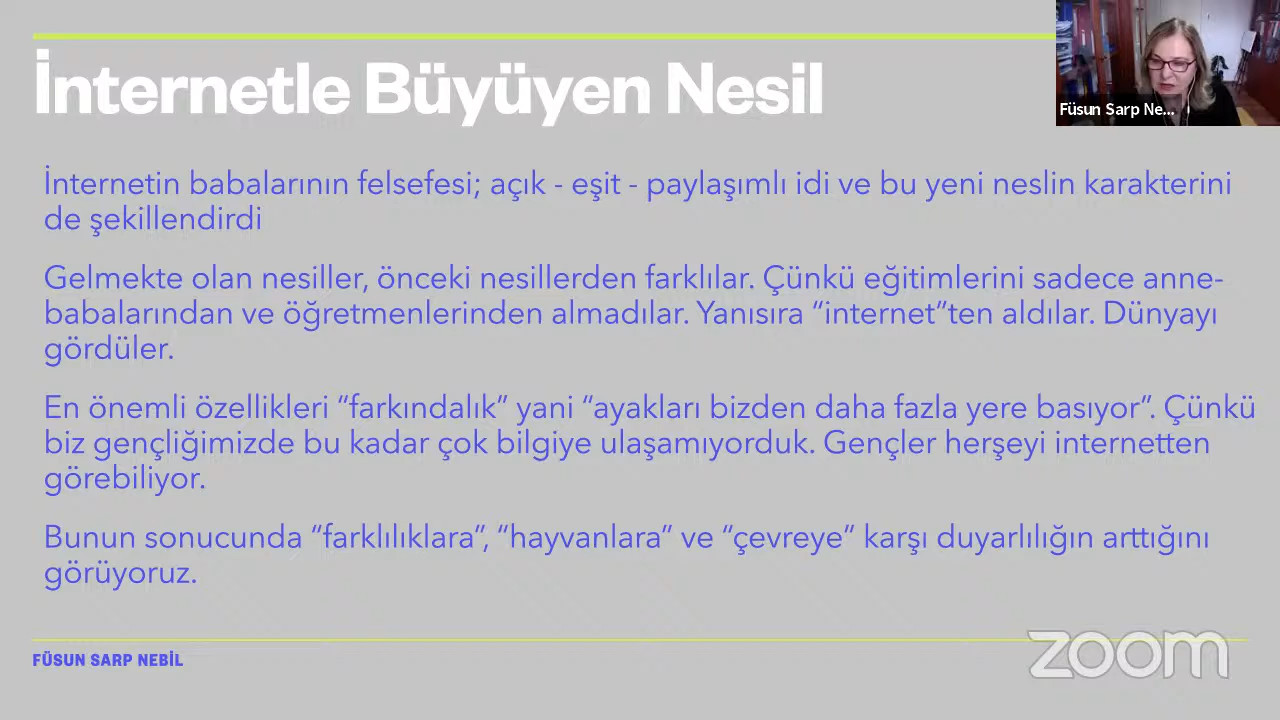 İnternetle Büyüyen Nesil
Füsun Sarp Ne...
İnternetin babalarının felsefesi; açık - eşit - paylaşımlı idi ve bu yeni neslin karakterini
de şekillendirdi
Gelmekte olan nesiller, önceki nesillerden farklılar. Çünkü eğitimlerini sadece anne-
babalarından ve öğretmenlerinden almadılar. Yanısıra “internet”ten aldılar. Dünyayı
gördüler.
En önemli özellikleri “farkındalık” yani “ayakları bizden daha fazla yere basıyor”. Çünkü
biz gençliğimizde bu kadar çok bilgiye ulaşamıyorduk. Gençler herşeyi internetten
görebiliyor.
Bunun sonucunda “farklılıklara”, “hayvanlara” ve “çevreye” karşı duyarlılığın arttığını
görüyoruz.
FÜSUN SARP NEBİL
zoom